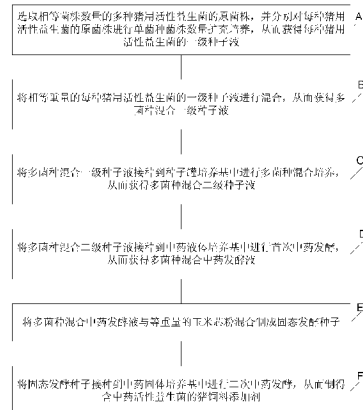 选取相等菌株数量的多种猪用活性益生菌的原菌株，并分别对每种猪用
活性益生菌的原菌株进行单菌种菌株数量扩充培养，从而获得每种猪用
活性益生菌的一级种子液
A
将相等重量的每种猪用活性益生菌的一级种子液进行混合，从而获得多
菌种混合一级种子液
B
将多菌种混合一级种子液接种到种子罐培养基中进行多菌种混合培养，
从而获得多菌种混合二级种子液
C
将多菌种混合二级种子液接种到中药液体培养基中进行首次中药发酵，
从而获得多菌种混合中药发酵液
D
将多菌种混合中药发酵液与等重量的玉米芯粉混合制成固态发酵种子
E
将固态发酵种子接种到中药固体培养基中进行二次中药发酵，从而制得
含中药活性益生菌的猪饲料添加剂
F